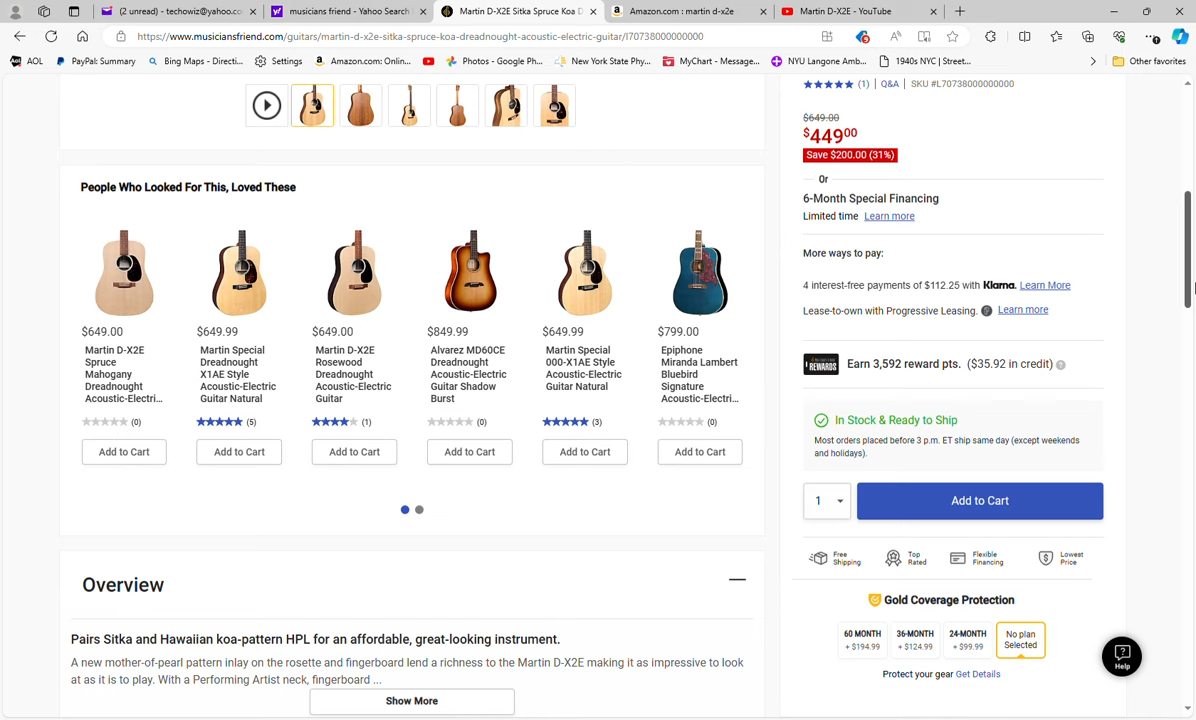 (2 unread) - techowiz@yahoo.co
musicians friend - Yahoo Search
Martin D-X2E Sitka Spruce Koa D
Amazon.com : martin d-x2e
Martin D-X2E - YouTube
https://www.musiciansfriend.com/guitars/martin-d-x2e-sitka-spruce-koa-dreadnought-acoustic-electric-guitar/l70738000000000
AOL
PayPal: Summary
Bing Maps - Directi...
Settings
Amazon.com: Onlin...
Photos - Google Ph...
New York State Phy...
MyChart - Message...
NYU Langone Amb...
1940s NYC | Street...
Other favorites
(1) | Q&A | SKU #L70738000000000
$649.00
$449.00
Save $200.00 (31%)
Or
6-Month Special Financing
Limited time Learn more
More ways to pay:
4 interest-free payments of $112.25 with Klarna. Learn More
Lease-to-own with Progressive Leasing. Learn more
REWARDS
Earn 3,592 reward pts. ($35.92 in credit)
In Stock & Ready to Ship
Most orders placed before 3 p.m. ET ship same day (except weekends
and holidays).
1
Add to Cart
Free
Shipping
Top
Rated
Flexible
Financing
Lowest
Price
Gold Coverage Protection
60 MONTH
+ $194.99
36-MONTH
+ $124.99
24-MONTH
+ $99.99
No plan
Selected
Protect your gear Get Details
Help
People Who Looked For This, Loved These
$649.00
Martin D-X2E
Spruce
Mahogany
Dreadnought
Acoustic-Electri...
(0)
Add to Cart
$649.99
Martin Special
Dreadnought
X1AE Style
Acoustic-Electric
Guitar Natural
(5)
Add to Cart
$649.00
Martin D-X2E
Rosewood
Dreadnought
Acoustic-Electric
Guitar
(1)
Add to Cart
$849.99
Alvarez MD60CE
Dreadnought
Acoustic-Electric
Guitar Shadow
Burst
(0)
Add to Cart
$649.99
Martin Special
000-X1AE Style
Acoustic-Electric
Guitar Natural
(3)
Add to Cart
$799.00
Epiphone
Miranda Lambert
Bluebird
Signature
Acoustic-Electri...
(0)
Add to Cart
Overview
Pairs Sitka and Hawaiian koa-pattern HPL for an affordable, great-looking instrument.
A new mother-of-pearl pattern inlay on the rosette and fingerboard lend a richness to the Martin D-X2E making it as impressive to look
at as it is to play. With a Performing Artist neck, fingerboard ...
Show More